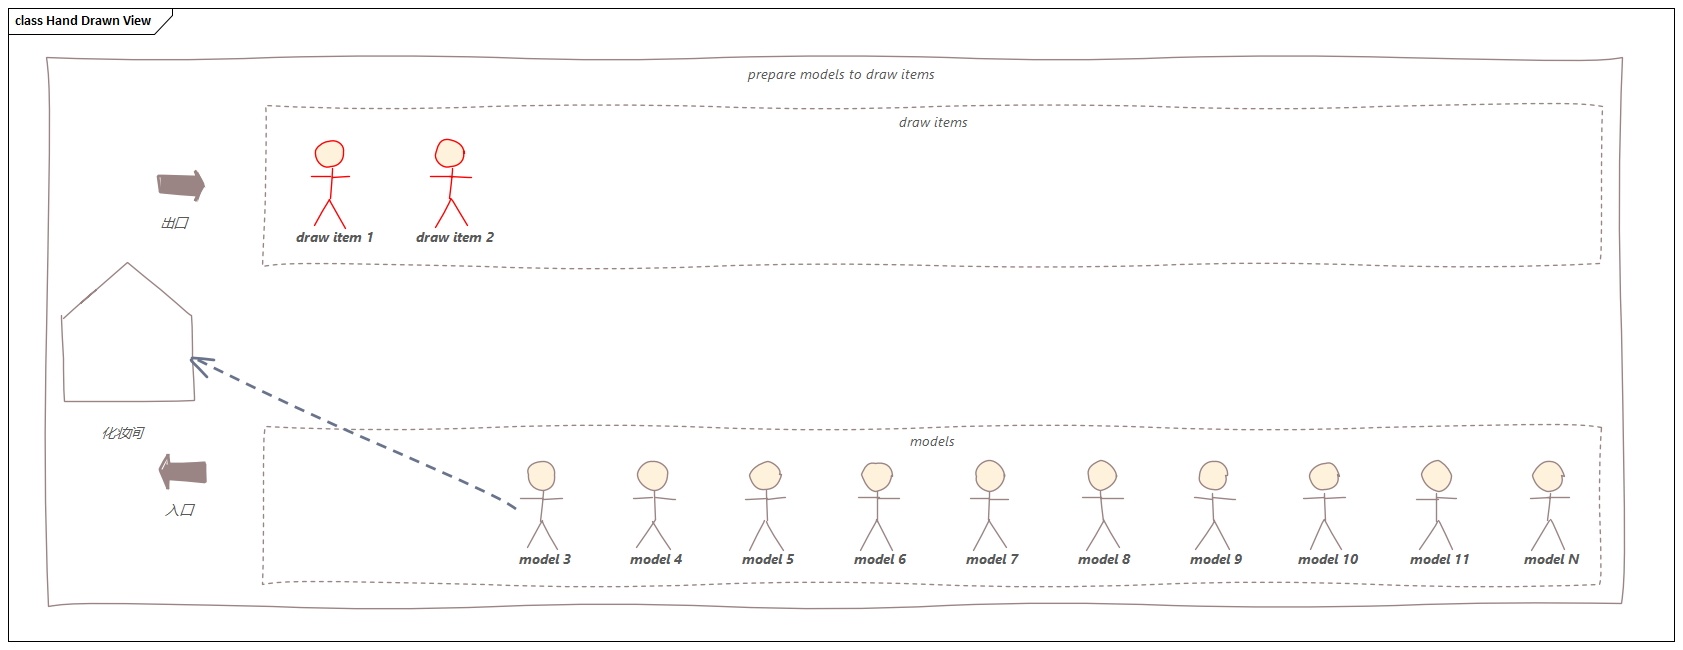 class Hand Drawn View
prepare models to draw items
draw items
draw item 1
draw item 2
出口
化妆间
入口
models
model 3
model 4
model 5
model 6
model 7
model 8
model 9
model 10
model 11
model N